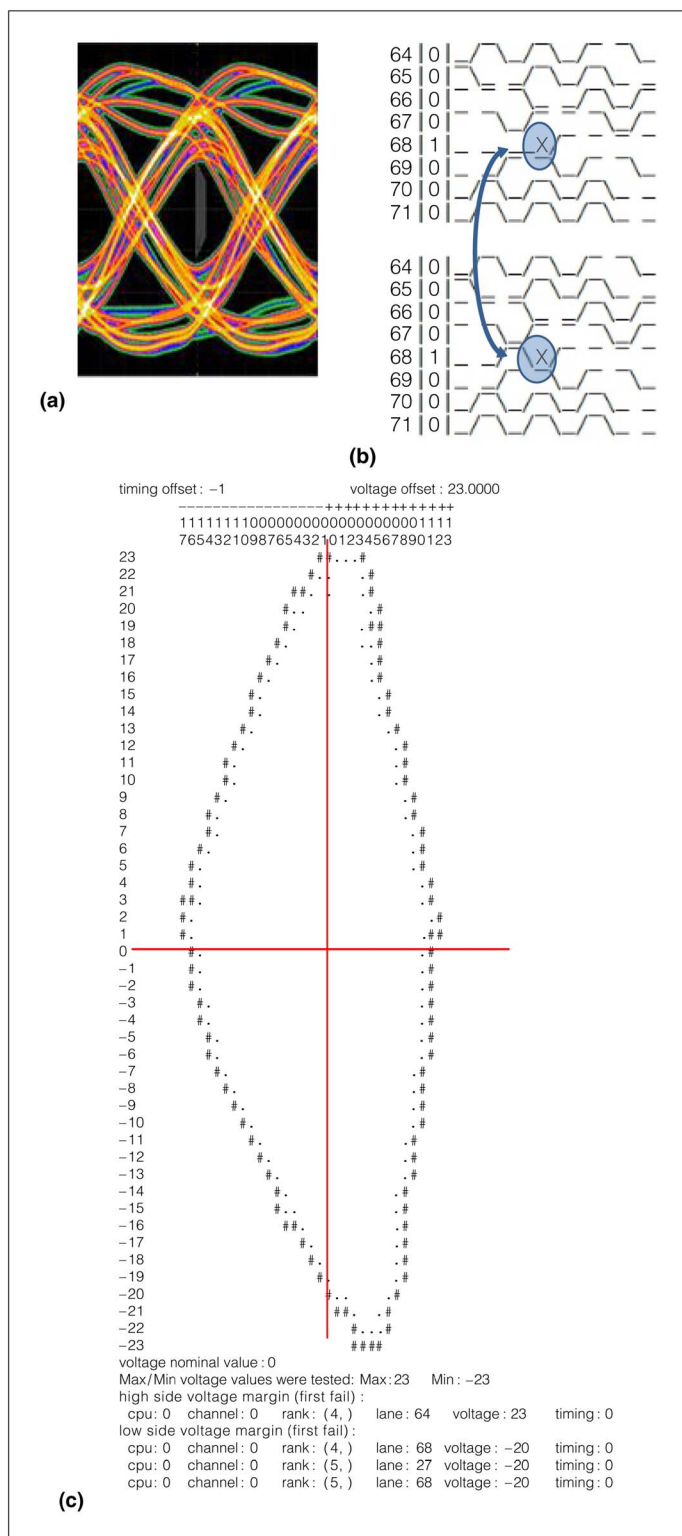 (a)
64 | 0 |
65 | 0 |
66 | 0 |
67 | 0 |
68 | 1 | X
69 | 0 |
70 | 0 |
71 | 0 |
64 | 0 |
65 | 0 |
66 | 0 |
67 | 0 |
68 | 1 | X
69 | 0 |
70 | 0 |
71 | 0 |
(b)
timing offset: −1 voltage offset: 23.0000
−−−−−−−−−−−−−−−−−++++++++++++++
1111111100000000000000000001111
7654321098765432101234567890123
23 ##...#
22 #.. .#
21 ##. . .#
20 #.. .#
19 #. .##
18 #. ..#
17 #. .#
16 #. .#
15 #. .#
14 #. .#
13 #. .#
12 #. .#
11 #. .#
10 #. .#
9 #. .#
8 #. .#
7 #. .#
6 #. .#
5 #. .#
4 #. .#
3 ##. .#
2 #. .#
1 #. .##
0 #. .#
−1 #. .#
−2 #. .#
−3 #. .#
−4 #. .#
−5 #. .#
−6 #. .#
−7 #. .#
−8 #. .#
−9 #. .#
−10 #. .#
−11 #. .#
−12 #. .#
−13 #. .#
−14 #. .#
−15 #.. .#
−16 ##. .#
−17 #. .#
−18 #. .#
−19 #. .#
−20 #.. .#
−21 ##. .#
−22 #...#
−23 ####
voltage nominal value: 0
Max/Min voltage values were tested: Max:23 Min: −23
high side voltage margin (first fail):
cpu: 0 channel: 0 rank: (4, ) lane: 64 voltage: 23 timing: 0
low side voltage margin (first fail):
cpu: 0 channel: 0 rank: (4, ) lane: 68 voltage: −20 timing: 0
cpu: 0 channel: 0 rank: (5, ) lane: 27 voltage: −20 timing: 0
cpu: 0 channel: 0 rank: (5, ) lane: 68 voltage: −20 timing: 0
(c)